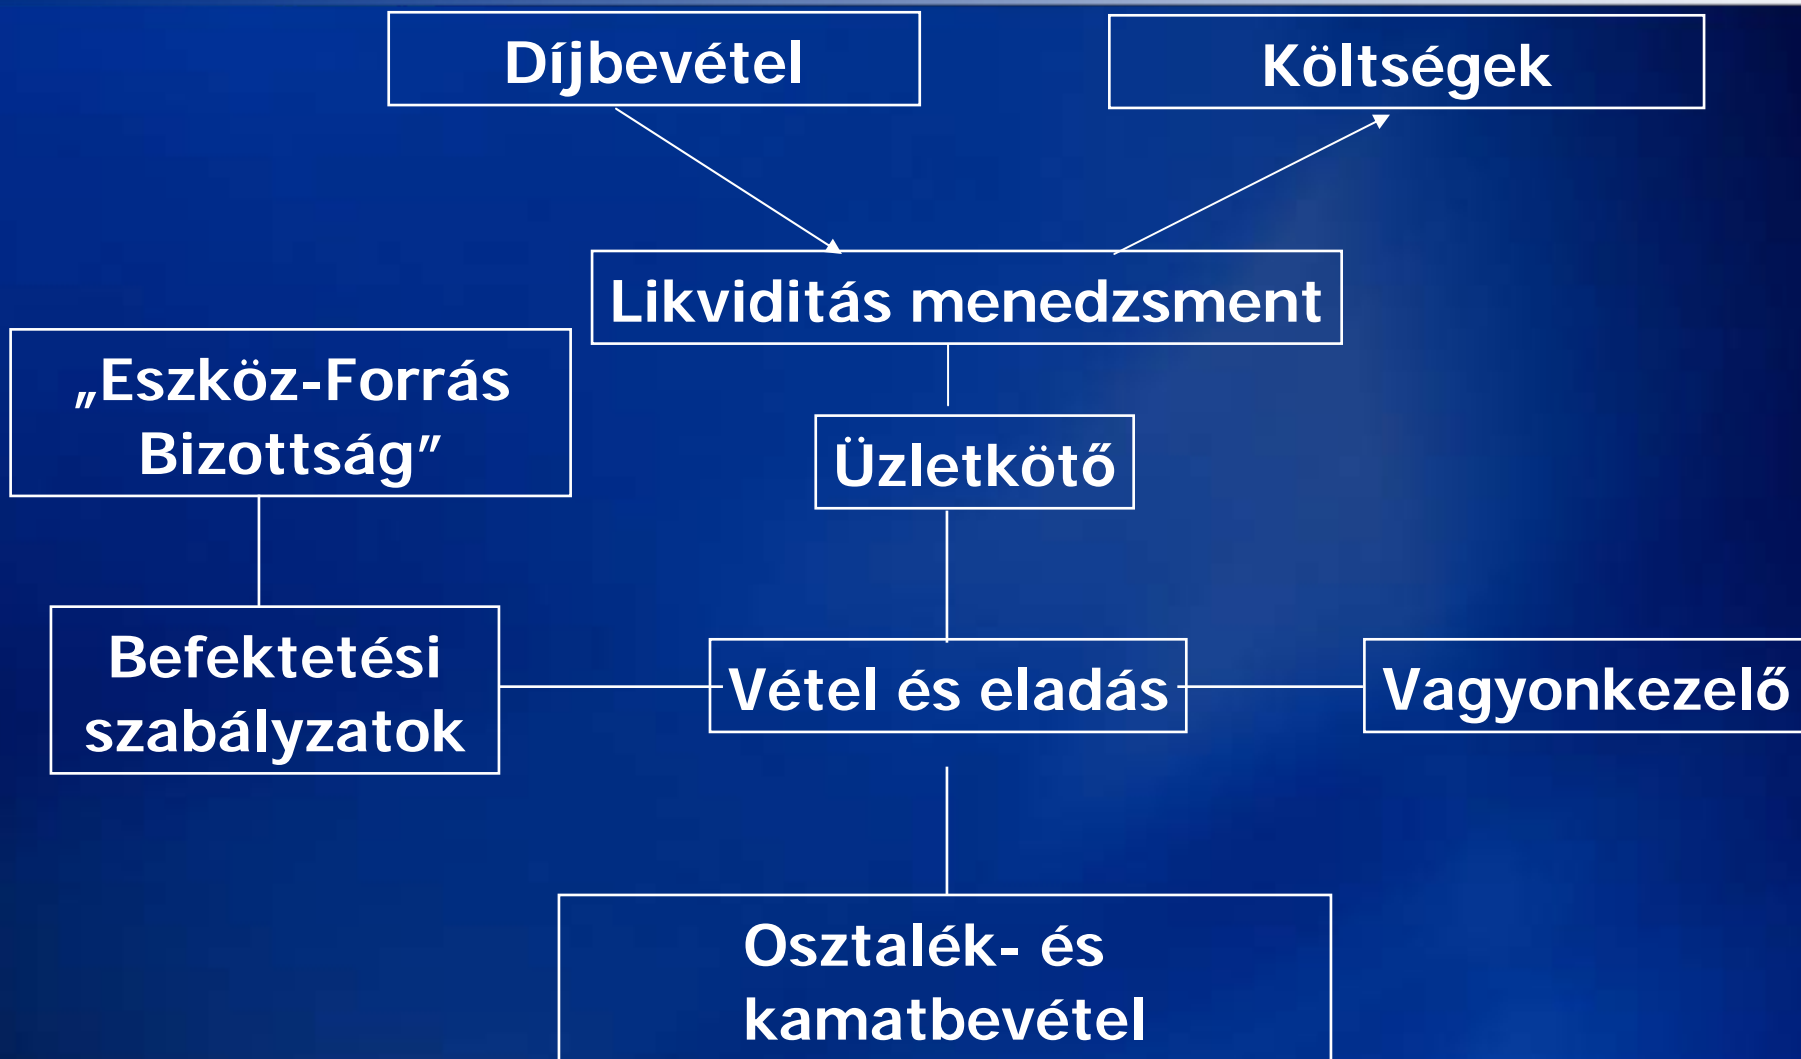 Díjbevétel
Költségek
Likviditás menedzsment
„Eszköz-Forrás
Bizottság”
Üzletkötő
Befektetési
szabályzatok
Vétel és eladás
Vagyonkezelő
Osztalék- és
kamatbevétel